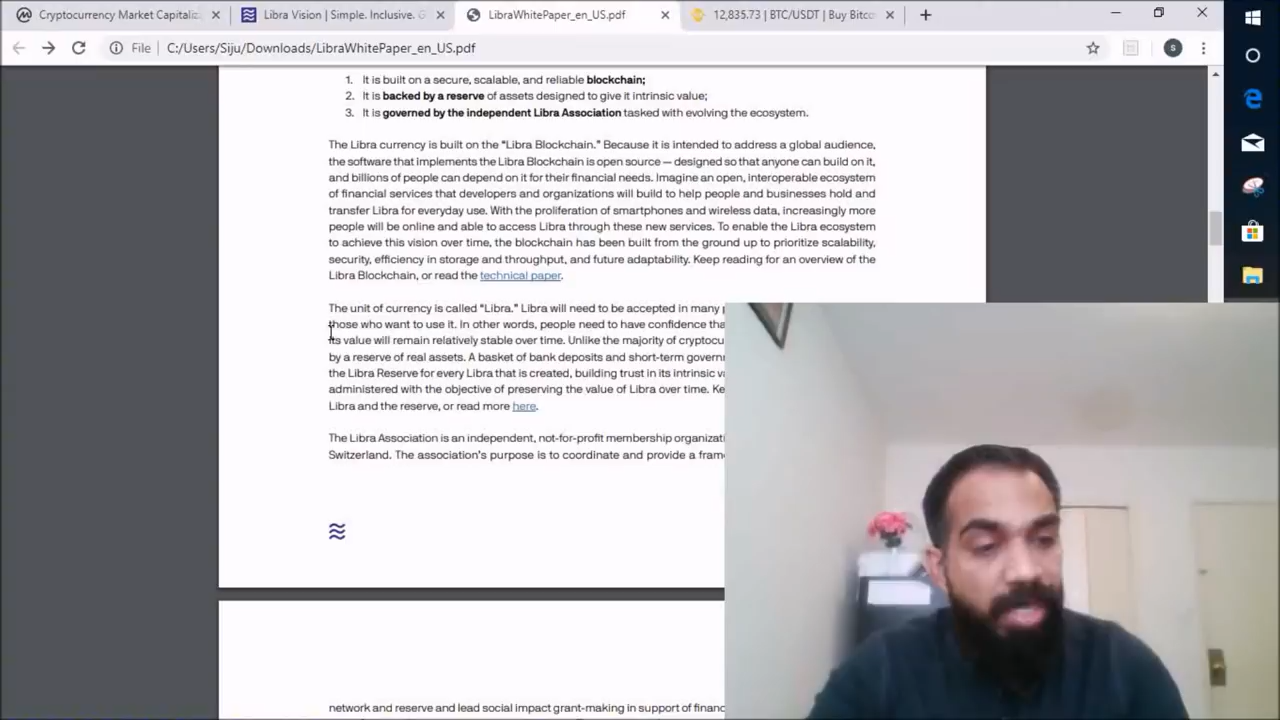 Cryptocurrency Market Capitaliz
Libra Vision | Simple. Inclusive. G
LibraWhitePaper_en_US.pdf
12,835.73 | BTC/USDT | Buy Bitco
File
C:/Users/Siju/Downloads/LibraWhitePaper_en_US.pdf
S
1. It is built on a secure, scalable, and reliable blockchain;
2. It is backed by a reserve of assets designed to give it intrinsic value;
3. It is governed by the independent Libra Association tasked with evolving the ecosystem.
The Libra currency is built on the “Libra Blockchain.” Because it is intended to address a global audience,
the software that implements the Libra Blockchain is open source — designed so that anyone can build on it,
and billions of people can depend on it for their financial needs. Imagine an open, interoperable ecosystem
of financial services that developers and organizations will build to help people and businesses hold and
transfer Libra for everyday use. With the proliferation of smartphones and wireless data, increasingly more
people will be online and able to access Libra through these new services. To enable the Libra ecosystem
to achieve this vision over time, the blockchain has been built from the ground up to prioritize scalability,
security, efficiency in storage and throughput, and future adaptability. Keep reading for an overview of the
Libra Blockchain, or read the technical paper.
The unit of currency is called “Libra.” Libra will need to be accepted in many p
those who want to use it. In other words, people need to have confidence tha
its value will remain relatively stable over time. Unlike the majority of cryptocu
by a reserve of real assets. A basket of bank deposits and short-term governm
the Libra Reserve for every Libra that is created, building trust in its intrinsic va
administered with the objective of preserving the value of Libra over time. Ke
Libra and the reserve, or read more here.
The Libra Association is an independent, not-for-profit membership organizati
Switzerland. The association’s purpose is to coordinate and provide a fram
network and reserve and lead social impact grant-making in support of financ